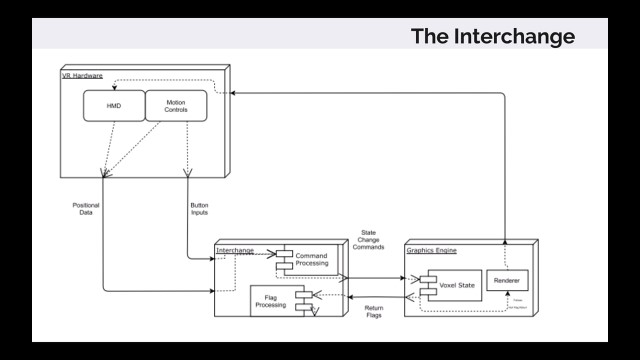 The Interchange
VR Hardware
HMD
Motion
Controls
Positional
Data
Button
Inputs
Interchange
Command
Processing
Flag
Processing
State
Change
Commands
Return
Flags
Graphics Engine
Voxel State
Renderer